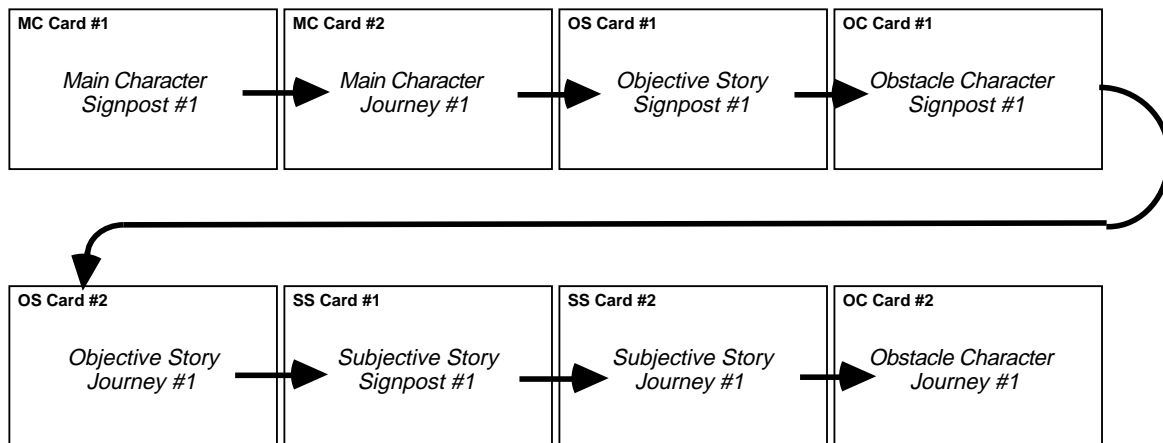 MC Card #1
Main Character
Signpost #1
MC Card #2
Main Character
Journey #1
OS Card #1
Objective Story
Signpost #1
OC Card #1
Obstacle Character
Signpost #1
OS Card #2
Objective Story
Journey #1
SS Card #1
Subjective Story
Signpost #1
SS Card #2
Subjective Story
Journey #1
OC Card #2
Obstacle Character
Journey #1